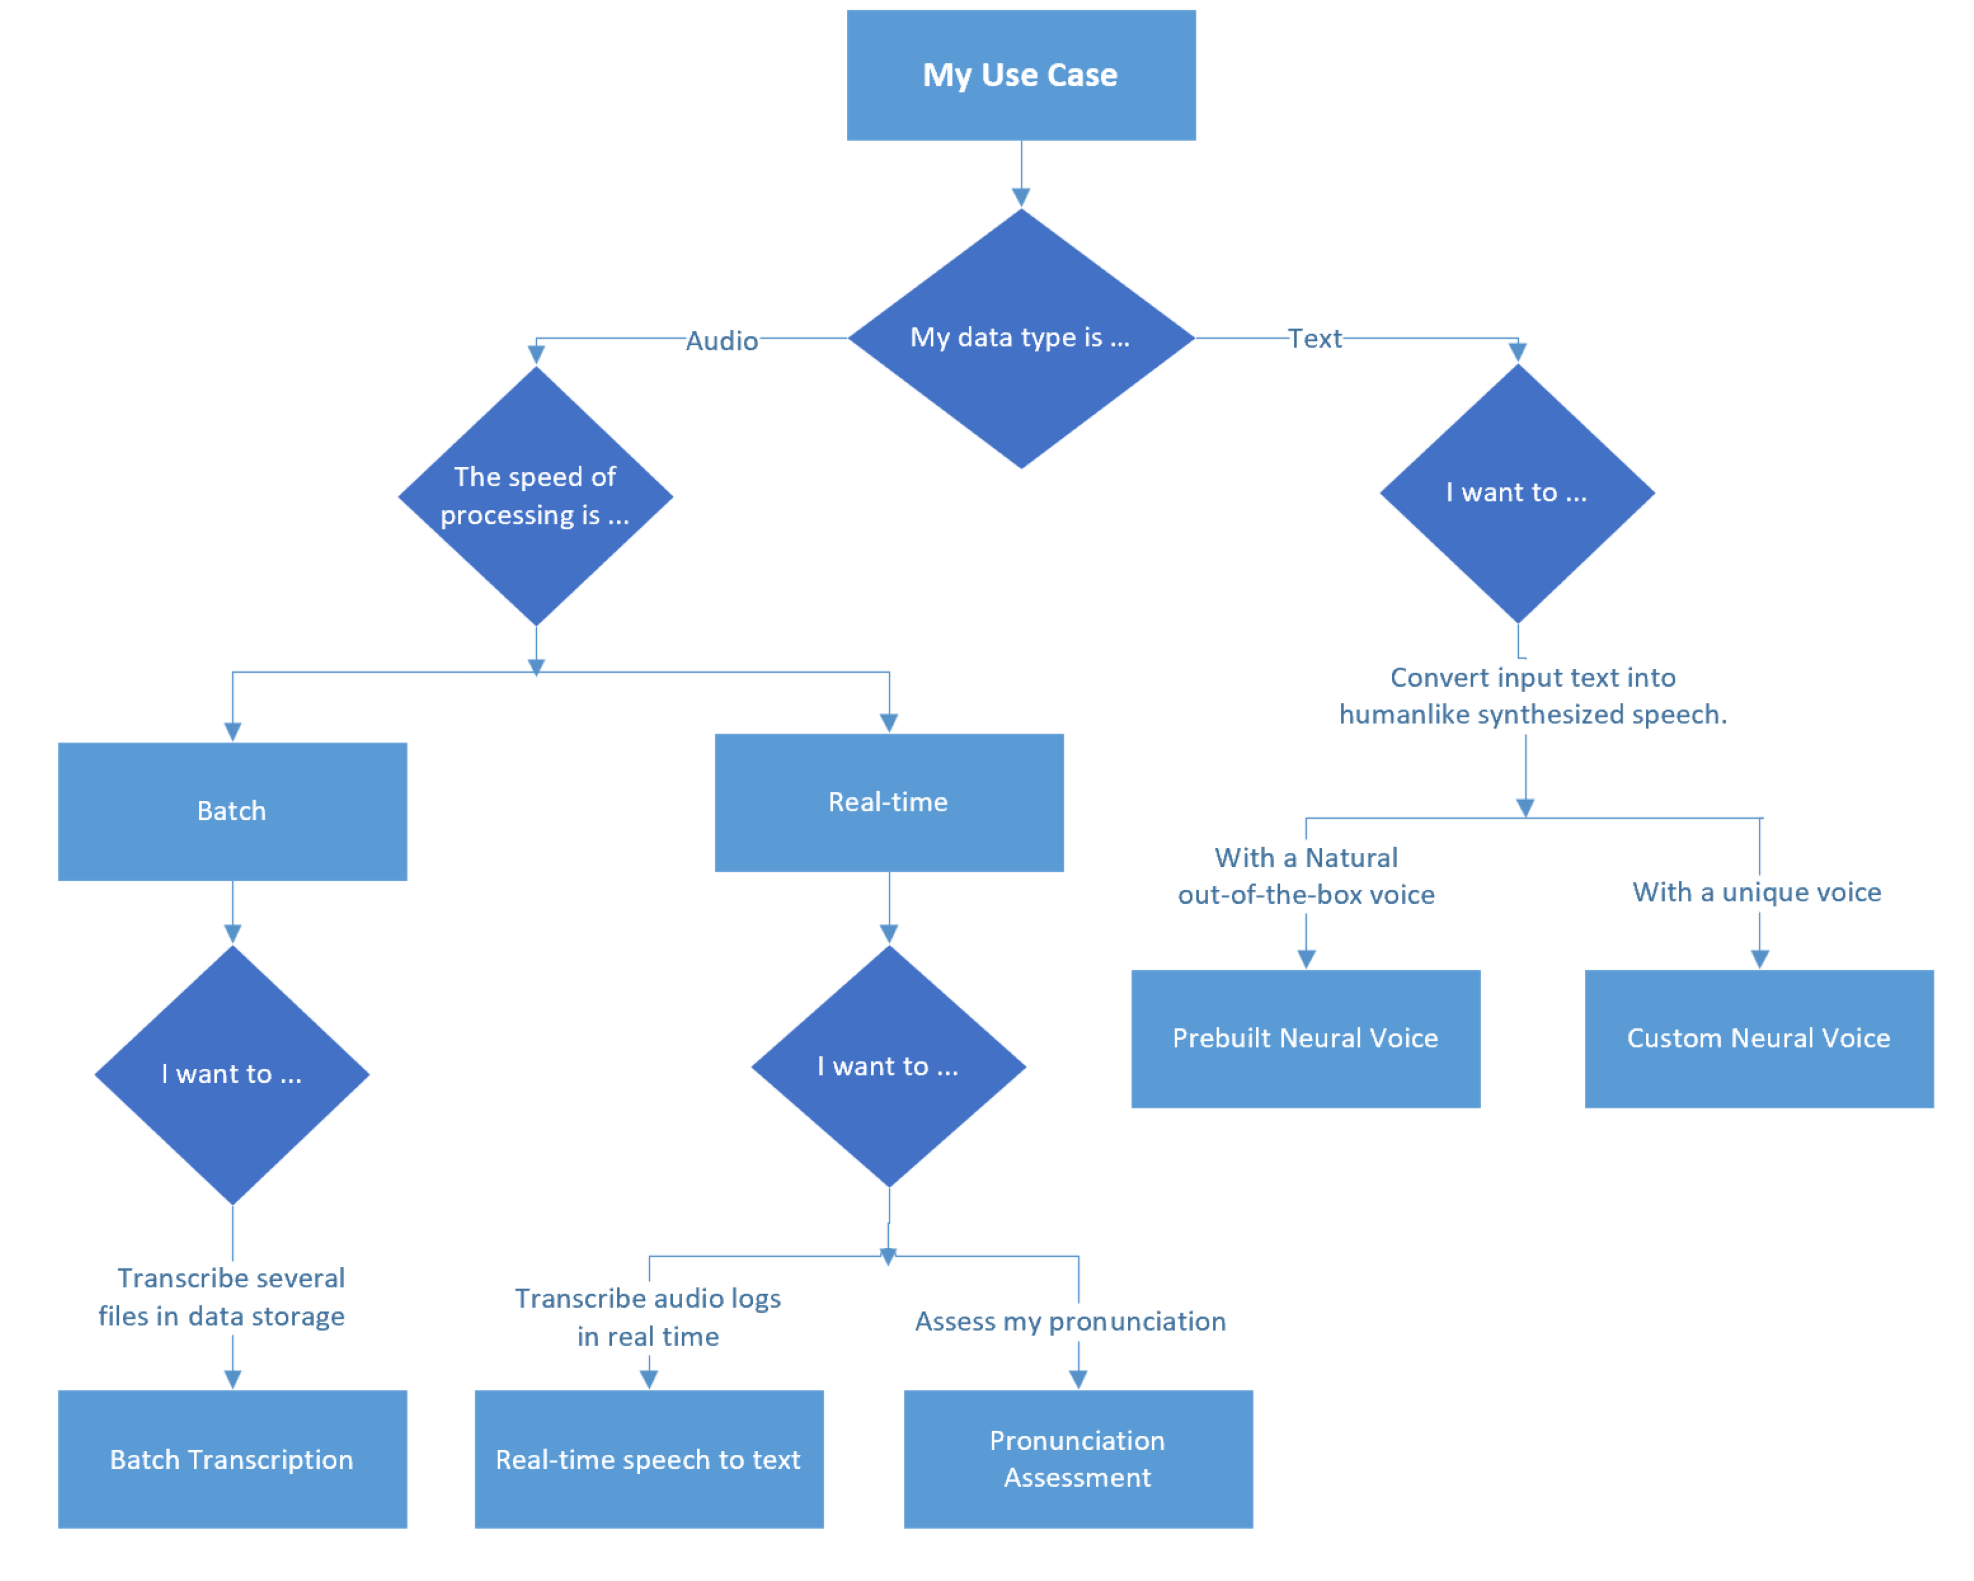 My Use Case
My data type is ...
Audio
Text
The speed of
processing is ...
I want to ...
Convert input text into
humanlike synthesized speech.
Batch
Real-time
With a Natural
out-of-the-box voice
With a unique voice
Prebuilt Neural Voice
Custom Neural Voice
I want to ...
I want to ...
Transcribe several
files in data storage
Transcribe audio logs
in real time
Assess my pronunciation
Batch Transcription
Real-time speech to text
Pronunciation
Assessment